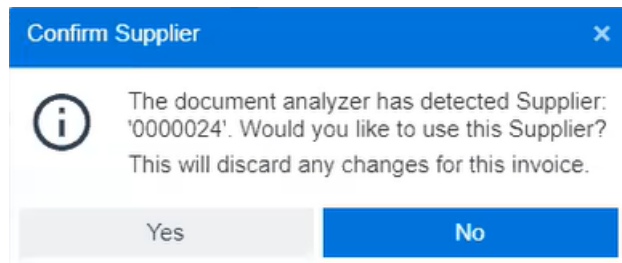 Confirm Supplier ×
The document analyzer has detected Supplier:
'0000024'. Would you like to use this Supplier?
This will discard any changes for this invoice.
Yes No